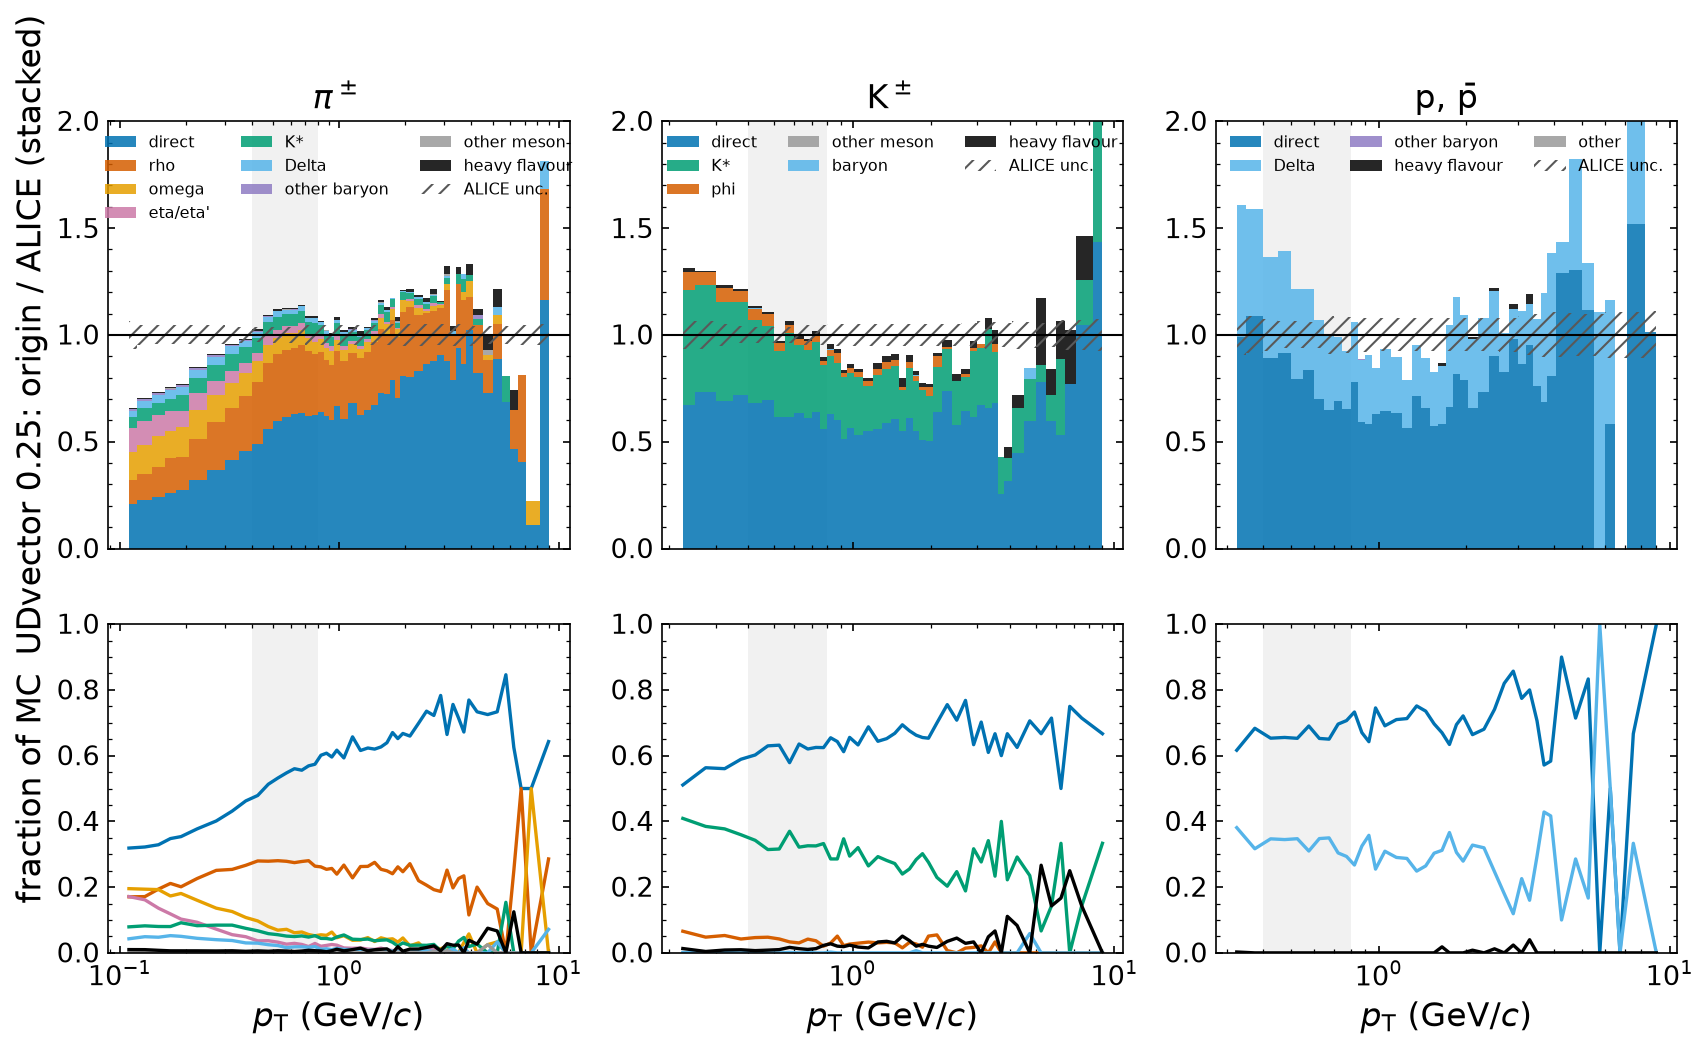 π± K± p, p̄
fraction of MC UDvector 0.25: origin / ALICE (stacked)
2.0 1.5 1.0 0.5 0.0
direct K* other meson
rho Delta heavy flavour
omega other baryon ALICE unc.
eta/eta'
2.0 1.5 1.0 0.5 0.0
direct other meson heavy flavour
K* baryon ALICE unc.
phi
2.0 1.5 1.0 0.5 0.0
direct other baryon other
Delta heavy flavour ALICE unc.
1.0 0.8 0.6 0.4 0.2 0.0
1.0 0.8 0.6 0.4 0.2 0.0
1.0 0.8 0.6 0.4 0.2 0.0
10⁻¹ 10⁰ 10¹ 10⁰ 10¹ 10⁰ 10¹
pT (GeV/c) pT (GeV/c) pT (GeV/c)